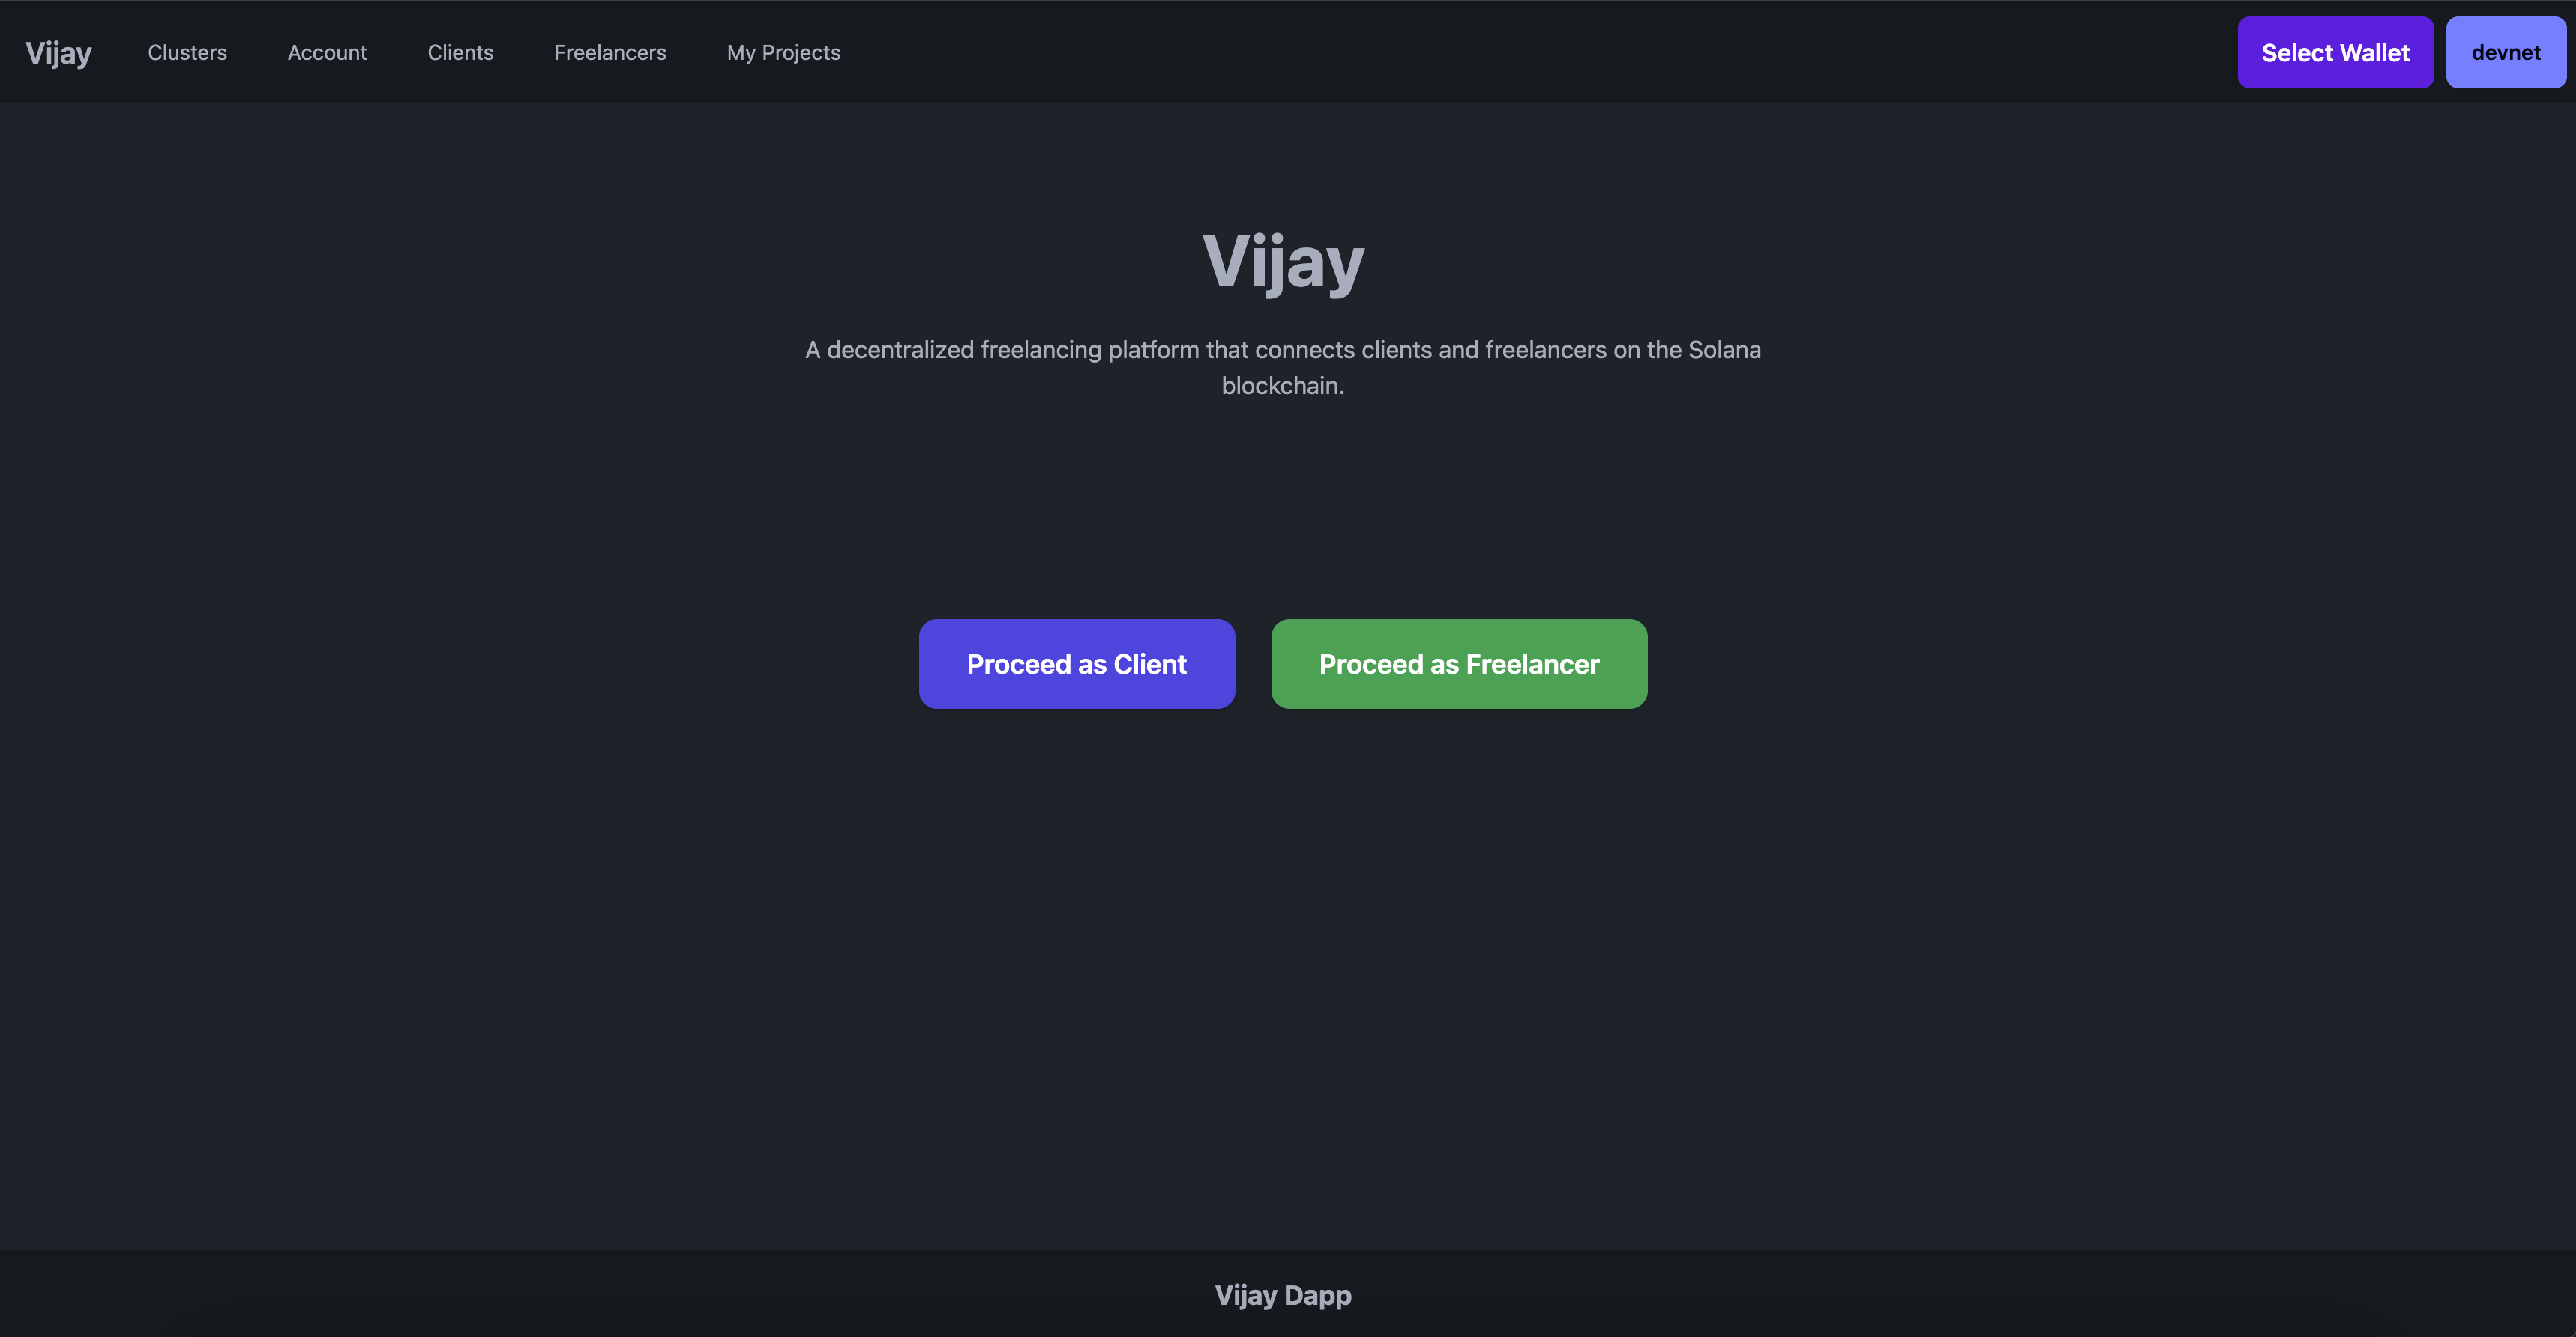 Vijay
Clusters
Account
Clients
Freelancers
My Projects
Select Wallet
devnet
Vijay
A decentralized freelancing platform that connects clients and freelancers on the Solana
blockchain.
Proceed as Client
Proceed as Freelancer
Vijay Dapp